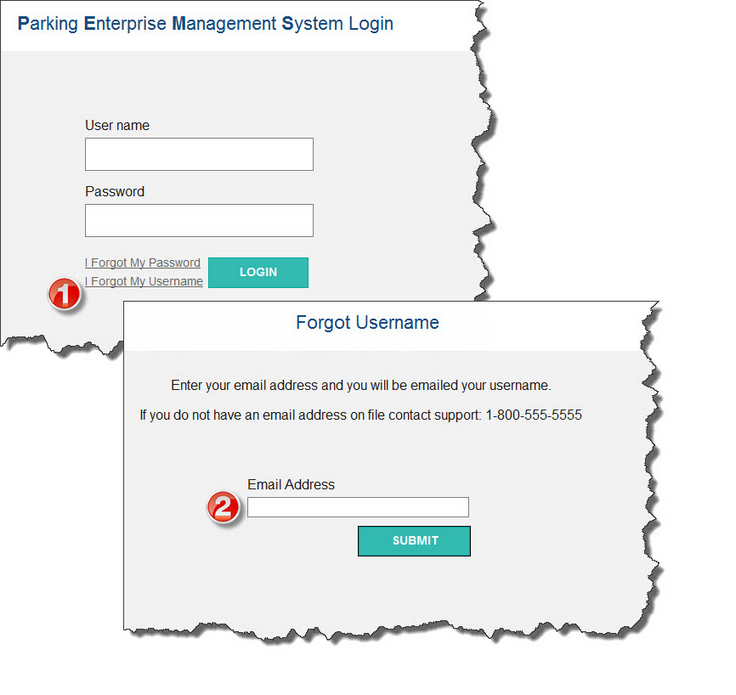 Parking Enterprise Management System Login
User name
Password
I Forgot My Password
LOGIN
I Forgot My Username
1
Forgot Username
Enter your email address and you will be emailed your username.
If you do not have an email address on file contact support: 1-800-555-5555
Email Address
2
SUBMIT